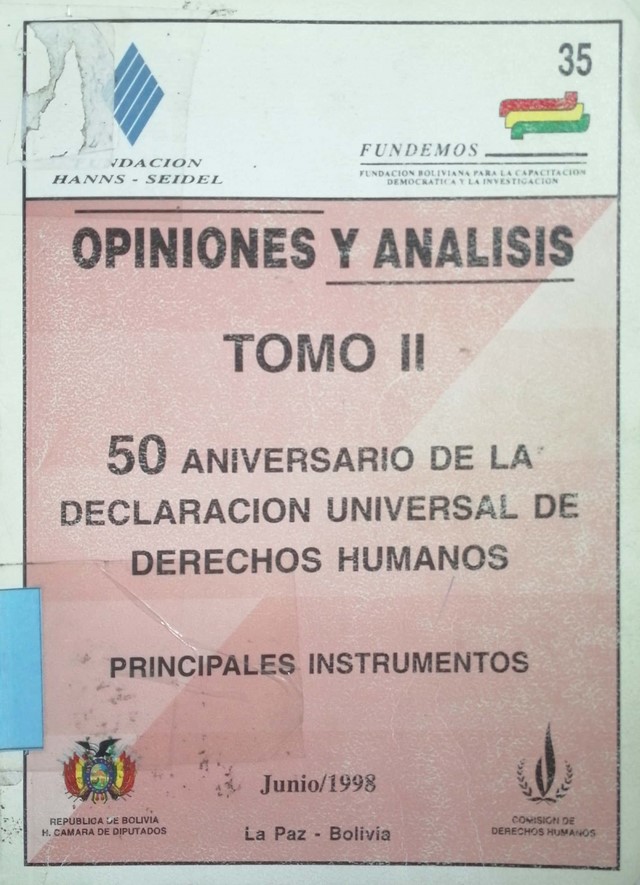 35
FUNDACION
HANNS - SEIDEL
FUNDEMOS
FUNDACION BOLIVIANA PARA LA CAPACITACION
DEMOCRATICA Y LA INVESTIGACION
OPINIONES Y ANALISIS
TOMO II
50 ANIVERSARIO DE LA
DECLARACION UNIVERSAL DE
DERECHOS HUMANOS
PRINCIPALES INSTRUMENTOS
Junio/1998
La Paz - Bolivia
REPUBLICA DE BOLIVIA
H. CAMARA DE DIPUTADOS
COMISION DE
DERECHOS HUMANOS